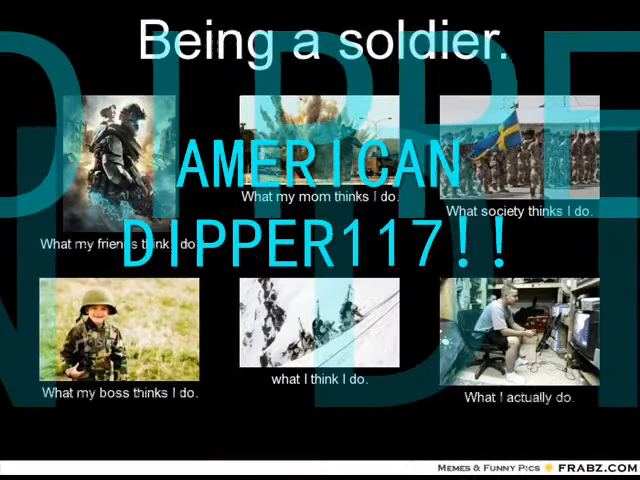 Being a soldier.
AMERICAN
DIPPER117!!
What my friends think I do.
What my mom thinks I do.
What society thinks I do.
What my boss thinks I do.
what I think I do.
What I actually do.
MEMES & FUNNY PICS FRABZ.COM